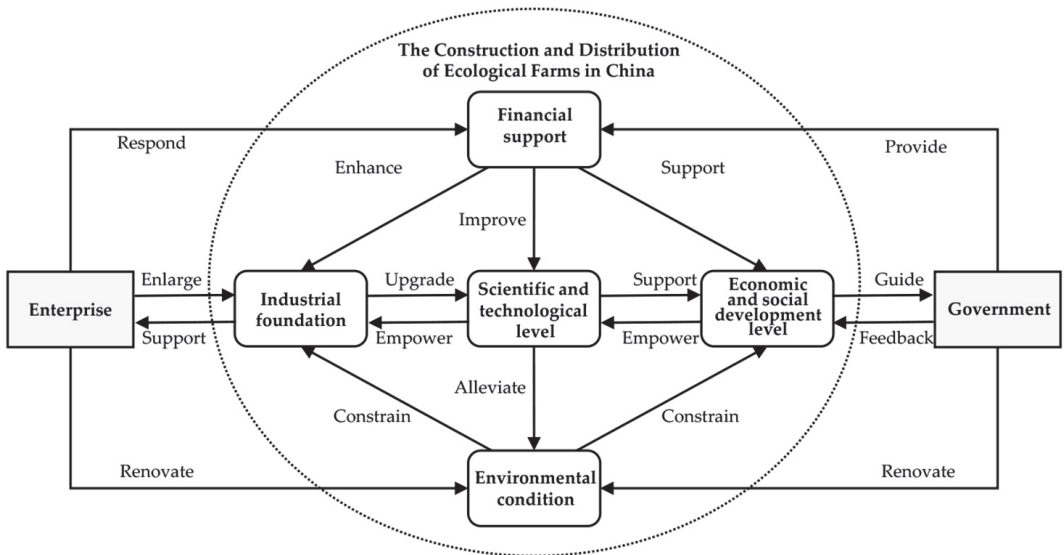 The Construction and Distribution
of Ecological Farms in China
Financial
support
Respond
Provide
Enhance
Support
Improve
Enterprise
Enlarge
Support
Industrial
foundation
Upgrade
Empower
Scientific and
technological
level
Support
Empower
Economic
and social
development
level
Guide
Feedback
Government
Alleviate
Constrain
Constrain
Renovate
Environmental
condition
Renovate